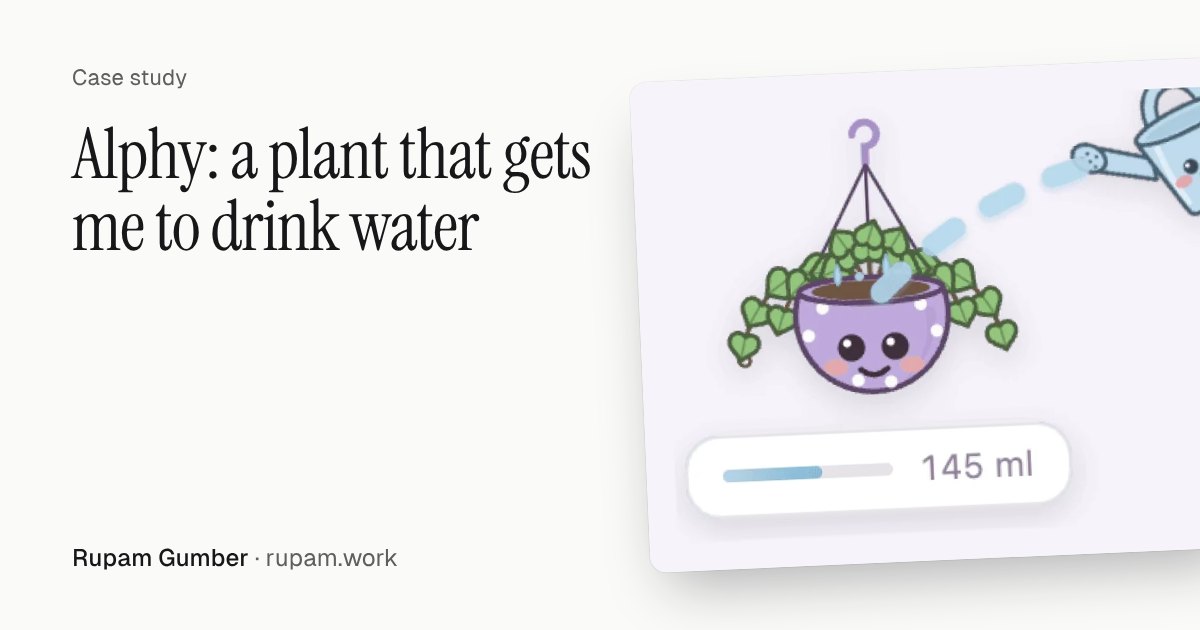 Case study
Alphy: a plant that gets
me to drink water
145 ml
Rupam Gumber · rupam.work